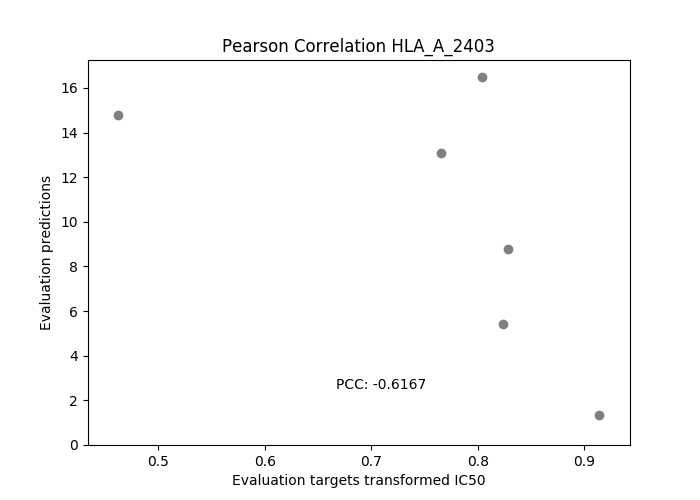 Pearson Correlation HLA_A_2403
16
14
12
10
8
6
4
2
0
Evaluation predictions
PCC: -0.6167
0.5 0.6 0.7 0.8 0.9
Evaluation targets transformed IC50